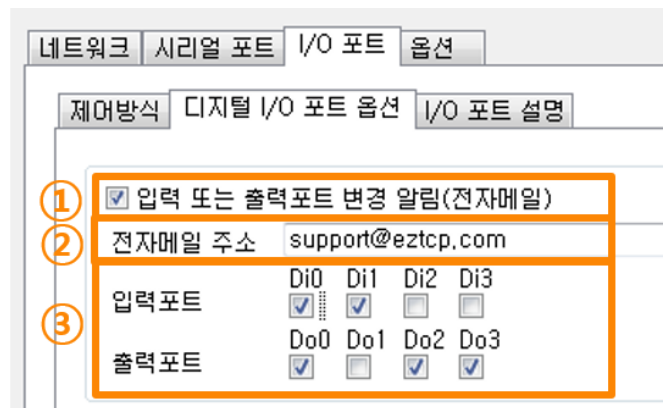 네트워크 시리얼 포트 I/O 포트 옵션
제어방식 디지털 I/O 포트 옵션 I/O 포트 설명
① 입력 또는 출력포트 변경 알림(전자메일)
② 전자메일 주소 support@eztcp.com
Di0 Di1 Di2 Di3
입력포트
③
Do0 Do1 Do2 Do3
출력포트